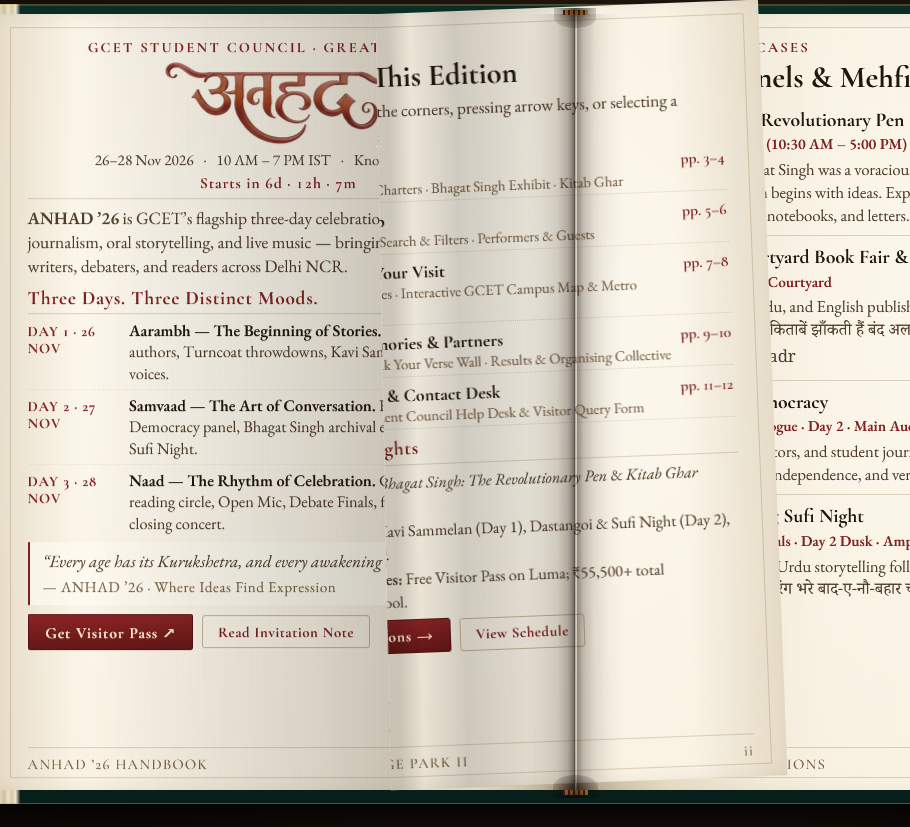 GCET STUDENT COUNCIL · GREAT
अनहद
26–28 Nov 2026 · 10 AM – 7 PM IST · Kno
Starts in 6d · 12h · 7m
ANHAD ’26 is GCET’s flagship three-day celebratio
journalism, oral storytelling, and live music — bringin
writers, debaters, and readers across Delhi NCR.
Three Days. Three Distinct Moods.
DAY 1 · 26 NOV
Aarambh — The Beginning of Stories.
authors, Turncoat throwdowns, Kavi Sam
voices.
DAY 2 · 27 NOV
Samvaad — The Art of Conversation.
Democracy panel, Bhagat Singh archival e
Sufi Night.
DAY 3 · 28 NOV
Naad — The Rhythm of Celebration.
reading circle, Open Mic, Debate Finals, f
closing concert.
“Every age has its Kurukshetra, and every awakening
— ANHAD ’26 · Where Ideas Find Expression
Get Visitor Pass ↗
Read Invitation Note
ANHAD ’26 HANDBOOK
This Edition
the corners, pressing arrow keys, or selecting a
pp. 3–4
Charters · Bhagat Singh Exhibit · Kitab Ghar
pp. 5–6
Search & Filters · Performers & Guests
Your Visit
pp. 7–8
es · Interactive GCET Campus Map & Metro
mories & Partners
pp. 9–10
k Your Verse Wall · Results & Organising Collective
& Contact Desk
pp. 11–12
ent Council Help Desk & Visitor Query Form
ghts
Bhagat Singh: The Revolutionary Pen & Kitab Ghar
Kavi Sammelan (Day 1), Dastangoi & Sufi Night (Day 2),
es: Free Visitor Pass on Luma; ₹55,500+ total
ool.
ons →
View Schedule
GE PARK II
ii
CASES
nels & Mehfi
Revolutionary Pen
(10:30 AM – 5:00 PM)
at Singh was a voraciou
n begins with ideas. Exp
notebooks, and letters.
rtyard Book Fair &
Courtyard
du, and English publish
किताबें झाँकती हैं बंद अल
adr
mocracy
ogue · Day 2 · Main Au
tors, and student jour
independence, and ver
Sufi Night
als · Day 2 Dusk · Amp
Urdu storytelling foll
रंग भरे बाद-ए-नौ-बहार च
IONS